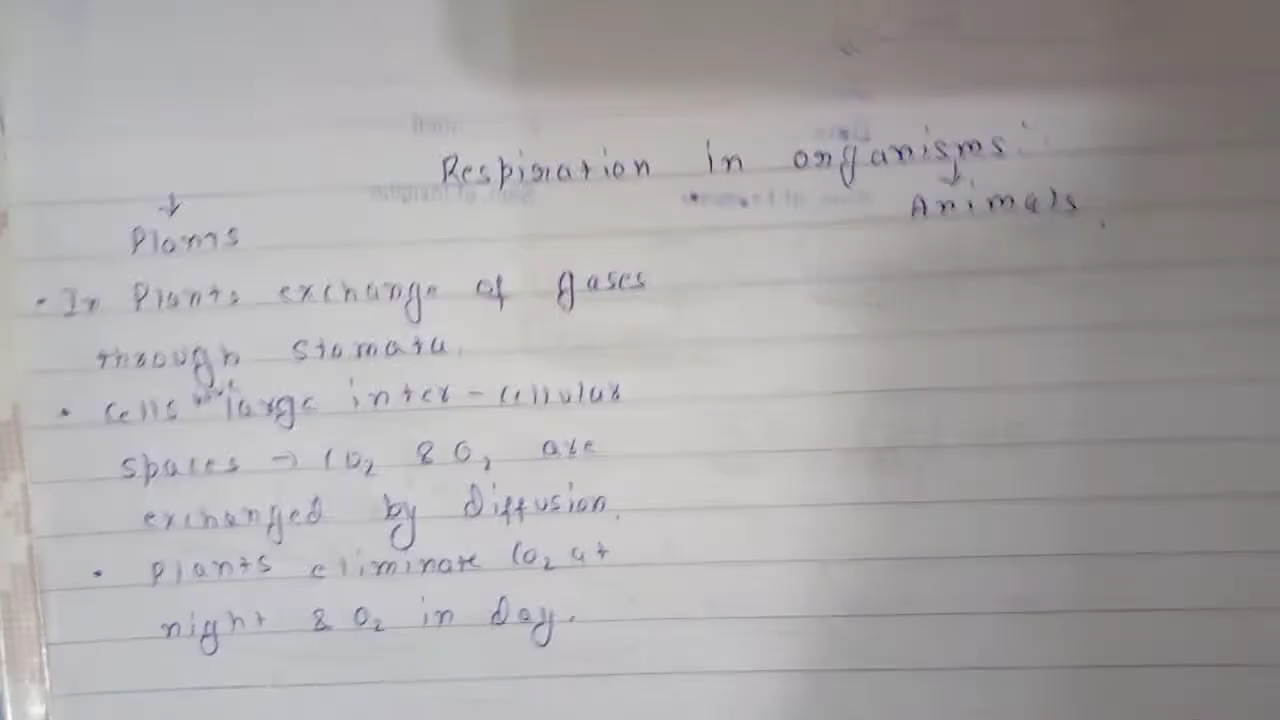 Respiration in organisms:
↓ ↓
Plants Animals.
• In Plants exchange of gases
through stomata.
• Cells large inter-cellular
spaces → CO₂ & O₂ are
exchanged by diffusion.
• Plants eliminate CO₂ at
night & O₂ in Day.